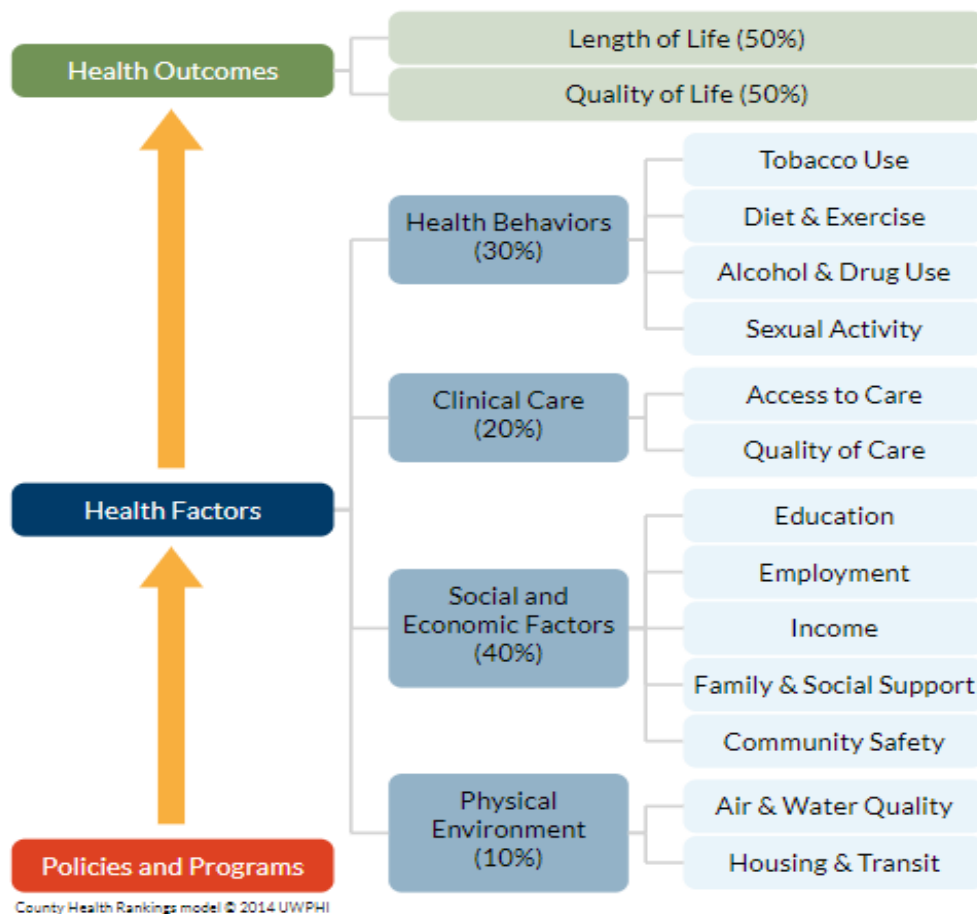 Health Outcomes
Length of Life (50%)
Quality of Life (50%)
Health Behaviors
(30%)
Tobacco Use
Diet & Exercise
Alcohol & Drug Use
Sexual Activity
Clinical Care
(20%)
Access to Care
Quality of Care
Health Factors
Social and
Economic Factors
(40%)
Education
Employment
Income
Family & Social Support
Community Safety
Physical
Environment
(10%)
Air & Water Quality
Housing & Transit
Policies and Programs
County Health Rankings model © 2014 UWPHI